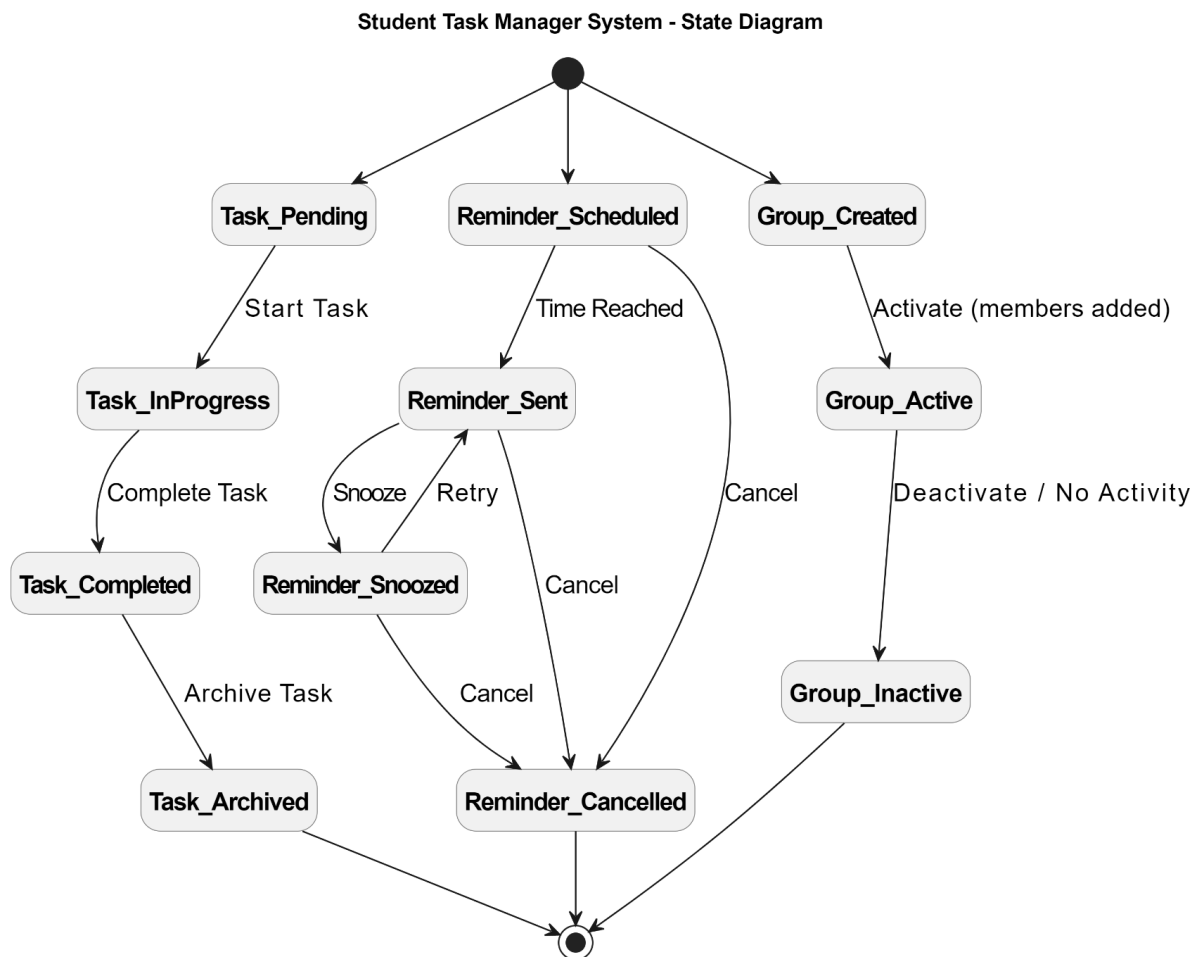 Student Task Manager System - State Diagram
Task_Pending
Reminder_Scheduled
Group_Created
Start Task
Time Reached
Activate (members added)
Task_InProgress
Reminder_Sent
Group_Active
Complete Task
Snooze
Retry
Cancel
Deactivate / No Activity
Task_Completed
Reminder_Snoozed
Cancel
Archive Task
Cancel
Group_Inactive
Task_Archived
Reminder_Cancelled